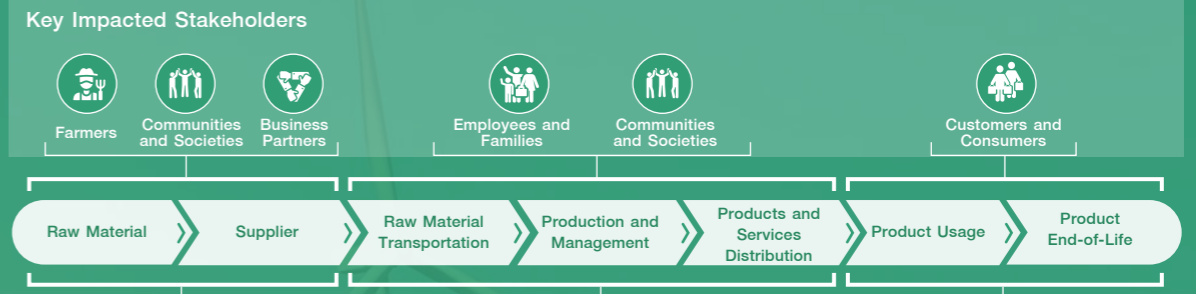 Key Impacted Stakeholders
Farmers
Communities
and Societies
Business
Partners
Employees and
Families
Communities
and Societies
Customers and
Consumers
Raw Material
Supplier
Raw Material
Transportation
Production and
Management
Products and
Services
Distribution
Product Usage
Product
End-of-Life